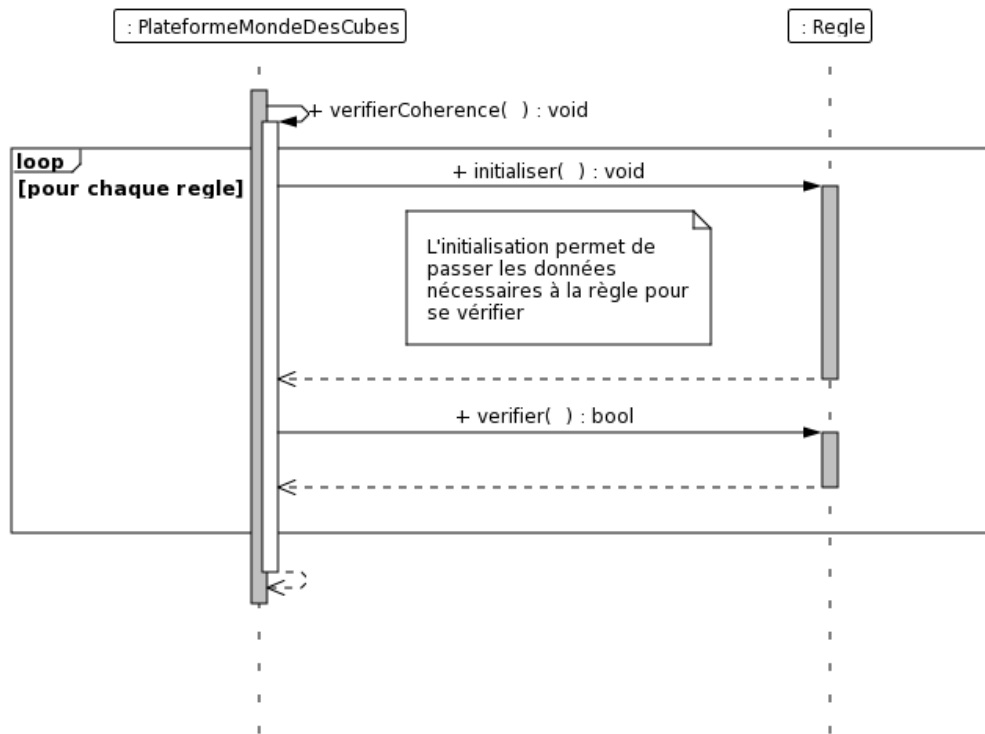 : PlateformeMondeDesCubes
: Regle
+ verifierCoherence(  ) : void
loop
[pour chaque regle]
+ initialiser(  ) : void
L'initialisation permet de
passer les données
nécessaires à la règle pour
se vérifier
+ verifier(  ) : bool